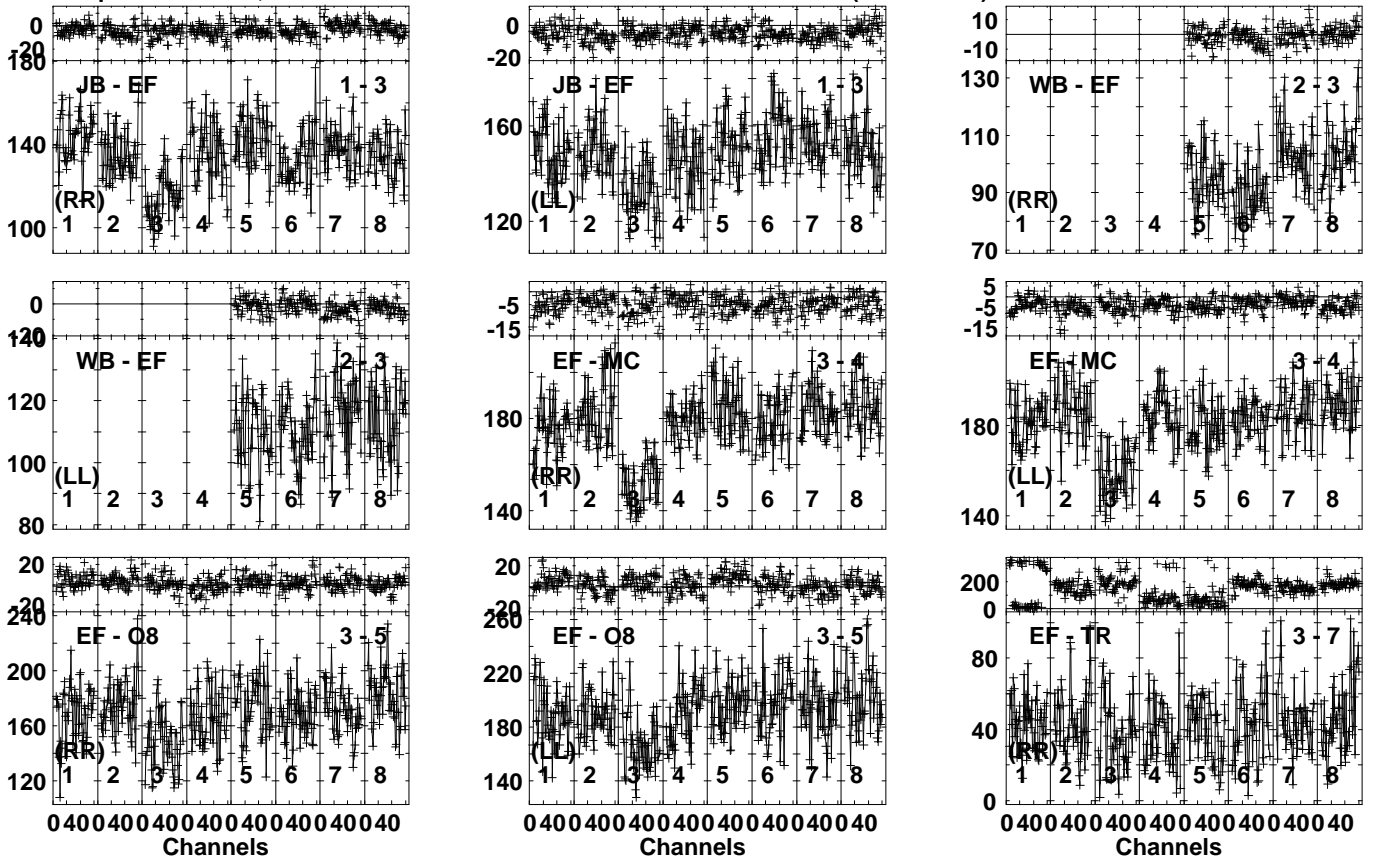 0 0 10
-20 -20 -10
180 JB - EF 1 - 3 JB - EF 1 - 3 130 WB - EF 2 - 3
140 160 110
(RR) (LL) 90 (RR)
100 1 2 3 4 5 6 7 8 120 1 2 3 4 5 6 7 8 1 2 3 4 5 6 7 8
70
0 -5 5
-20 -15 -5
-15
140 WB - EF 2 - 3 EF - MC 3 - 4 EF - MC 3 - 4
120 180 180
100
(LL) (RR) (LL)
1 2 3 4 5 6 7 8 1 2 3 4 5 6 7 8 1 2 3 4 5 6 7 8
80 140 140
20 20 200
-20 -20 0
240 EF - O8 3 - 5 260 EF - O8 3 - 5 EF - TR 3 - 7
200 220 80
160 180 40
(RR) (LL) (RR)
120 1 2 3 4 5 6 7 8 140 1 2 3 4 5 6 7 8 0 1 2 3 4 5 6 7 8
0 40 0 40 0 40 0 40 0 40 0 40 0 40 0 40 0 40 0 40 0 40 0 40 0 40 0 40 0 40 0 40 0 40 0 40 0 40 0 40 0 40 0 40 0 40 0 40
Channels Channels Channels